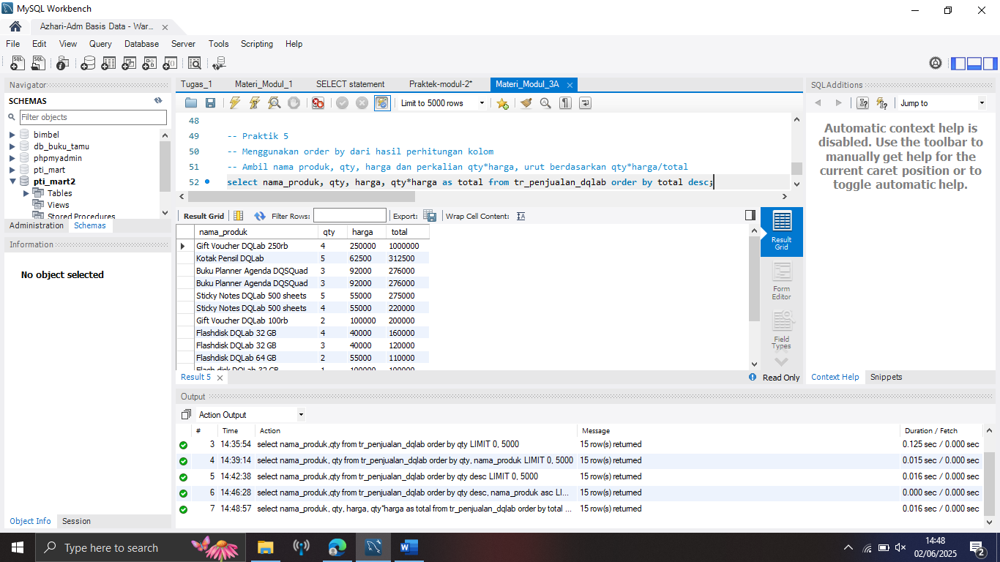 MySQL Workbench
Azhari-Adm Basis Data - War...
File Edit View Query Database Server Tools Scripting Help
Navigator
SCHEMAS
Filter objects
bimbel
db_buku_tamu
phpmyadmin
pti_mart
pti_mart2
Tables
Views
Stored Procedures
Administration Schemas
Information
No object selected
Object Info Session
Tugas_1 Materi_Modul_1 SELECT statement Praktek-modul-2* Materi_Modul_3A
Limit to 5000 rows
48
49 -- Praktik 5
50 -- Menggunakan order by dari hasil perhitungan kolom
51 -- Ambil nama produk, qty, harga dan perkalian qty*harga, urut berdasarkan qty*harga/total
52 select nama_produk, qty, harga, qty*harga as total from tr_penjualan_dqlab order by total desc;
Result Grid Filter Rows: Export: Wrap Cell Content:
nama_produk qty harga total
Gift Voucher DQLab 250rb 4 250000 1000000
Kotak Pensil DQLab 5 62500 312500
Buku Planner Agenda DQSQuad 3 92000 276000
Buku Planner Agenda DQSQuad 3 92000 276000
Sticky Notes DQLab 500 sheets 5 55000 275000
Sticky Notes DQLab 500 sheets 4 55000 220000
Gift Voucher DQLab 100rb 2 100000 200000
Flashdisk DQLab 32 GB 4 40000 160000
Flashdisk DQLab 32 GB 3 40000 120000
Flashdisk DQLab 64 GB 2 55000 110000
Result Grid
Form Editor
Field Types
Result 5
Read Only
SQLAdditions
Jump to
Automatic context help is
disabled. Use the toolbar to
manually get help for the
current caret position or to
toggle automatic help.
Context Help Snippets
Output
Action Output
# Time Action Message Duration / Fetch
3 14:35:54 select nama_produk,qty from tr_penjualan_dqlab order by qty LIMIT 0, 5000 15 row(s) returned 0.125 sec / 0.000 sec
4 14:39:14 select nama_produk, qty from tr_penjualan_dqlab order by qty, nama_produk LIMIT 0, 5000 15 row(s) returned 0.015 sec / 0.000 sec
5 14:42:38 select nama_produk, qty from tr_penjualan_dqlab order by qty desc LIMIT 0, 5000 15 row(s) returned 0.016 sec / 0.000 sec
6 14:46:28 select nama_produk, qty from tr_penjualan_dqlab order by qty desc, nama_produk asc LI... 15 row(s) returned 0.000 sec / 0.000 sec
7 14:48:57 select nama_produk, qty, harga, qty*harga as total from tr_penjualan_dqlab order by total ... 15 row(s) returned 0.016 sec / 0.000 sec
Type here to search
14:48
02/06/2025
2